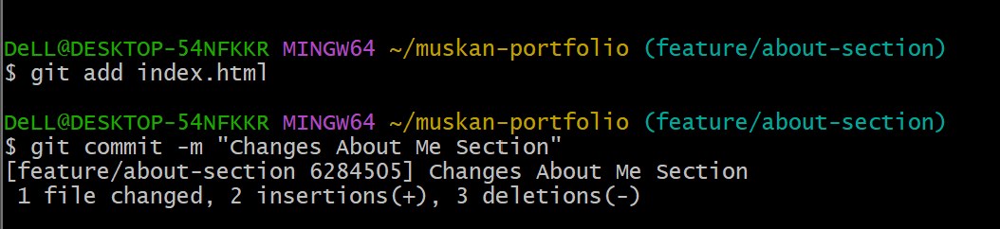 DeLL@DESKTOP-54NFKKR MINGW64 ~/muskan-portfolio (feature/about-section)
$ git add index.html
DeLL@DESKTOP-54NFKKR MINGW64 ~/muskan-portfolio (feature/about-section)
$ git commit -m "Changes About Me Section"
[feature/about-section 6284505] Changes About Me Section
 1 file changed, 2 insertions(+), 3 deletions(-)